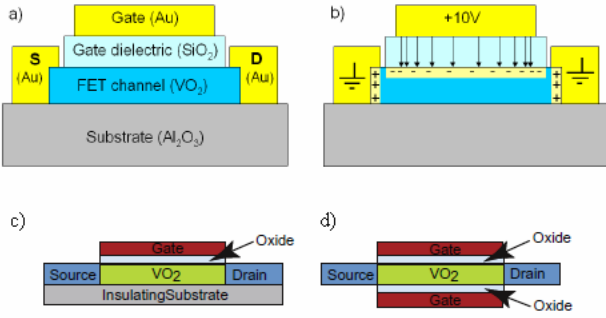 a)
Gate (Au)
Gate dielectric (SiO2)
S
(Au)
D
(Au)
FET channel (VO2)
Substrate (Al2O3)
b)
+10V
- - - - - - - - - - - -
+
+
+
+
+
+
c)
Gate
Oxide
Source
VO2
Drain
InsulatingSubstrate
d)
Gate
Oxide
Source
VO2
Drain
Gate
Oxide